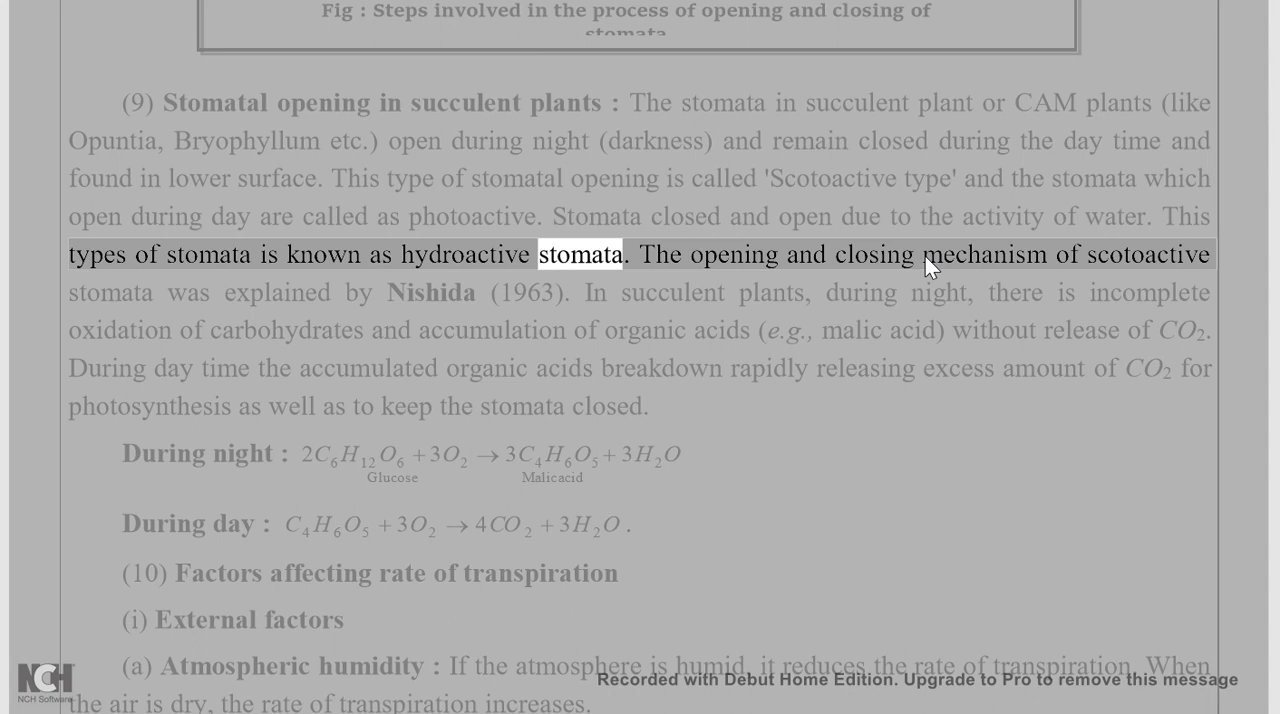 Fig : Steps involved in the process of opening and closing of
stomata
(9) Stomatal opening in succulent plants : The stomata in succulent plant or CAM plants (like
Opuntia, Bryophyllum etc.) open during night (darkness) and remain closed during the day time and
found in lower surface. This type of stomatal opening is called 'Scotoactive type' and the stomata which
open during day are called as photoactive. Stomata closed and open due to the activity of water. This
types of stomata is known as hydroactive stomata. The opening and closing mechanism of scotoactive
stomata was explained by Nishida (1963). In succulent plants, during night, there is incomplete
oxidation of carbohydrates and accumulation of organic acids (e.g., malic acid) without release of CO₂.
During day time the accumulated organic acids breakdown rapidly releasing excess amount of CO₂ for
photosynthesis as well as to keep the stomata closed.
During night : 2C₆H₁₂O₆ +3O₂ → 3C₄H₆O₅ + 3H₂O
Glucose Malicacid
During day : C₄H₆O₅ + 3O₂ → 4CO₂ + 3H₂O .
(10) Factors affecting rate of transpiration
(i) External factors
(a) Atmospheric humidity : If the atmosphere is humid, it reduces the rate of transpiration. When
the air is dry, the rate of transpiration increases.
NCH
NCH Software
Recorded with Debut Home Edition. Upgrade to Pro to remove this message